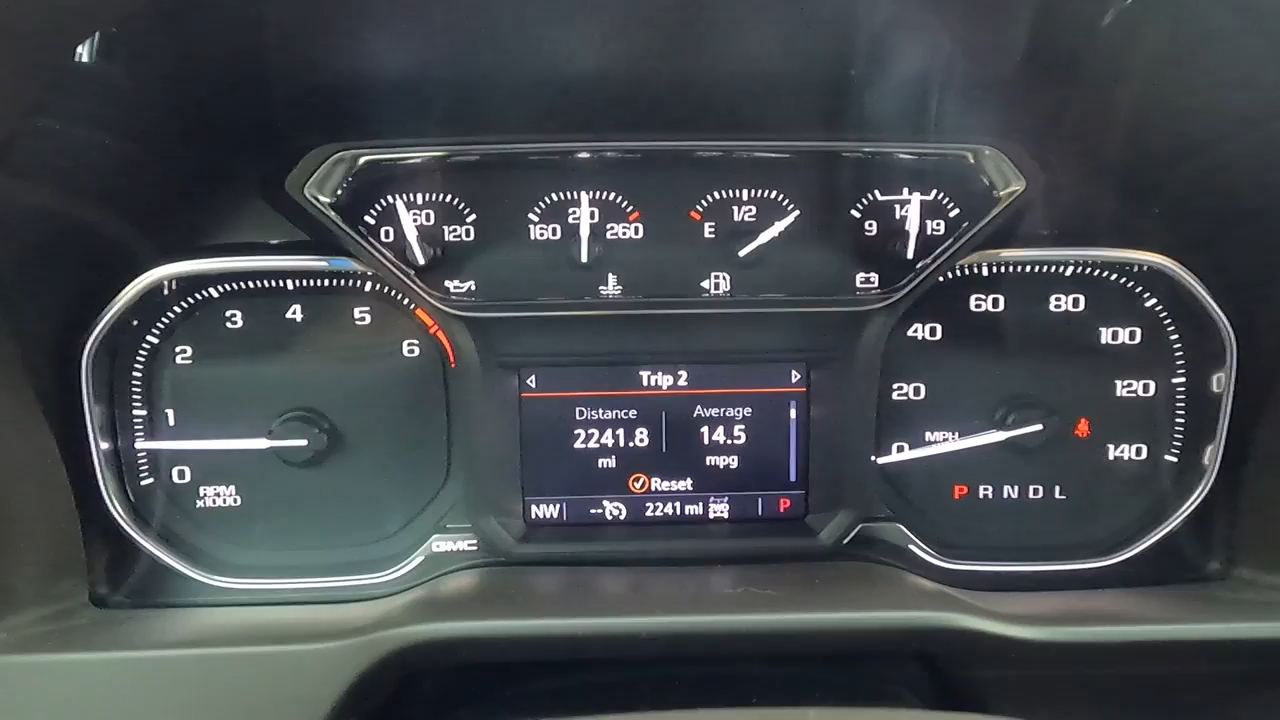 0 60 120
160 210 260
E 1/2
9 14 19
0 1 2 3 4 5 6
RPM
x1000
GMC
Trip 2
Distance Average
2241.8 14.5
mi mpg
Reset
NW -- 2241 mi 2WD P
0 20 40 60 80 100 120 140
MPH
P R N D L